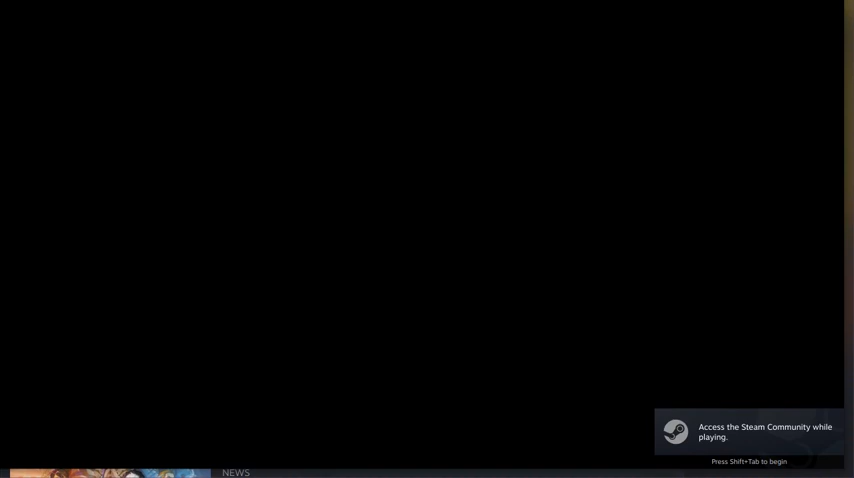 Access the Steam Community while
playing.
Press Shift+Tab to begin
NEWS